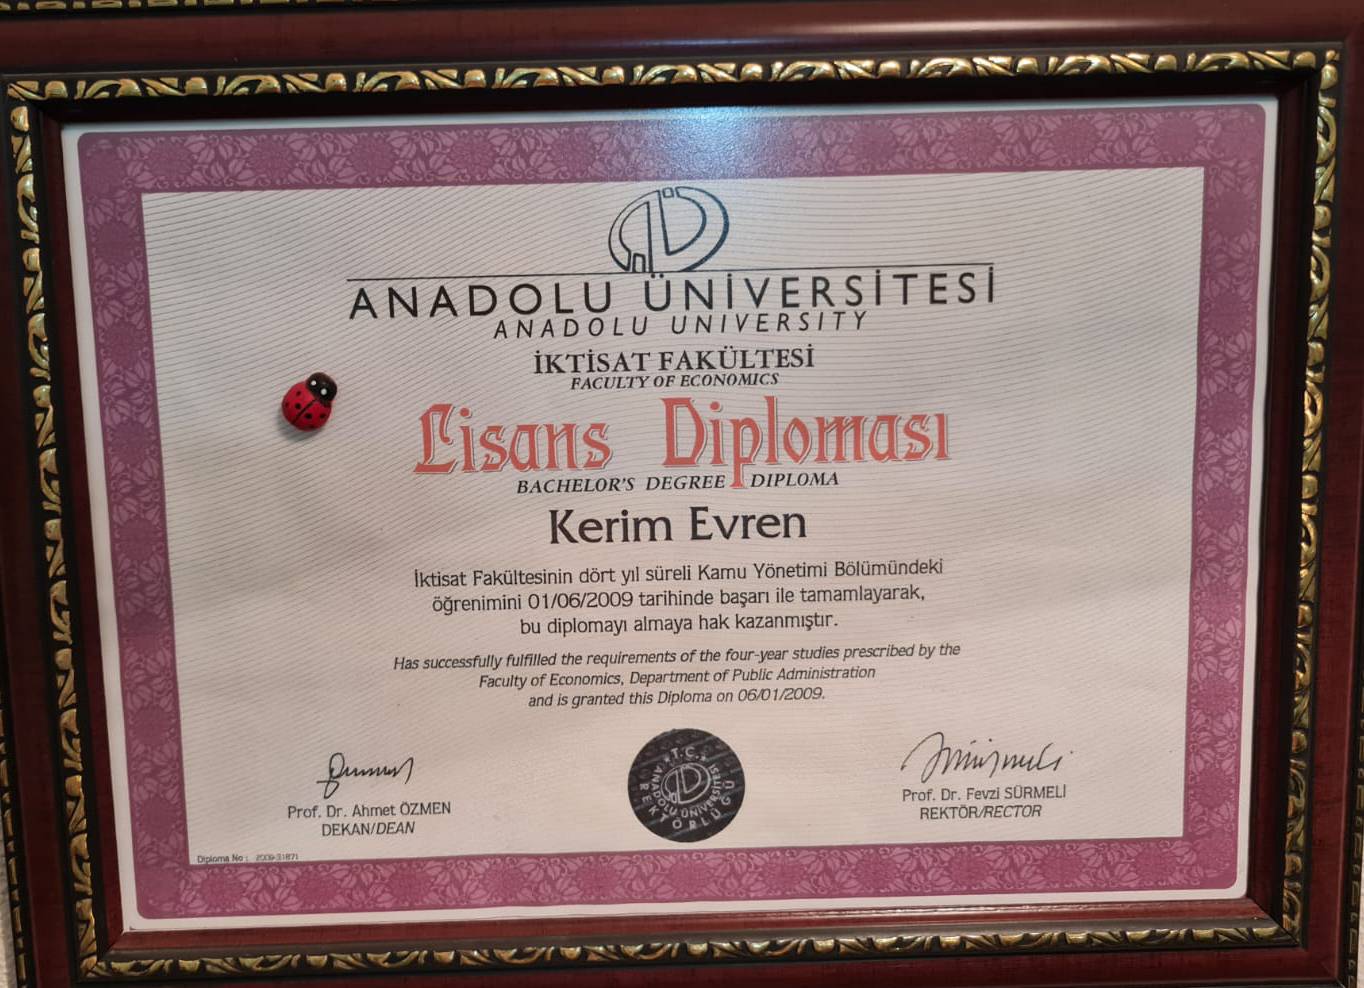 ANADOLU ÜNİVERSİTESİ
ANADOLU UNIVERSITY
İKTİSAT FAKÜLTESİ
FACULTY OF ECONOMICS
Lisans Diploması
BACHELOR'S DEGREE DIPLOMA
Kerim Evren
İktisat Fakültesinin dört yıl süreli Kamu Yönetimi Bölümündeki
öğrenimini 01/06/2009 tarihinde başarı ile tamamlayarak,
bu diplomayı almaya hak kazanmıştır.
Has successfully fulfilled the requirements of the four-year studies prescribed by the
Faculty of Economics, Department of Public Administration
and is granted this Diploma on 06/01/2009.
Prof. Dr. Ahmet ÖZMEN
DEKAN/DEAN
T.C.
ANADOLU ÜNİVERSİTESİ
REKTÖRLÜĞÜ
Prof. Dr. Fevzi SÜRMELİ
REKTÖR/RECTOR
Diploma No : 2009-31871